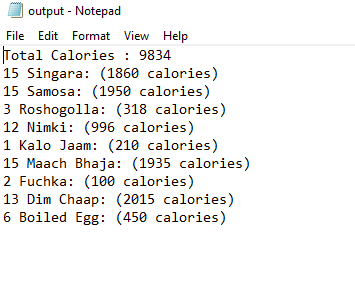 output - Notepad
File Edit Format View Help
Total Calories : 9834
15 Singara: (1860 calories)
15 Samosa: (1950 calories)
3 Roshogolla: (318 calories)
12 Nimki: (996 calories)
1 Kalo Jaam: (210 calories)
15 Maach Bhaja: (1935 calories)
2 Fuchka: (100 calories)
13 Dim Chaap: (2015 calories)
6 Boiled Egg: (450 calories)